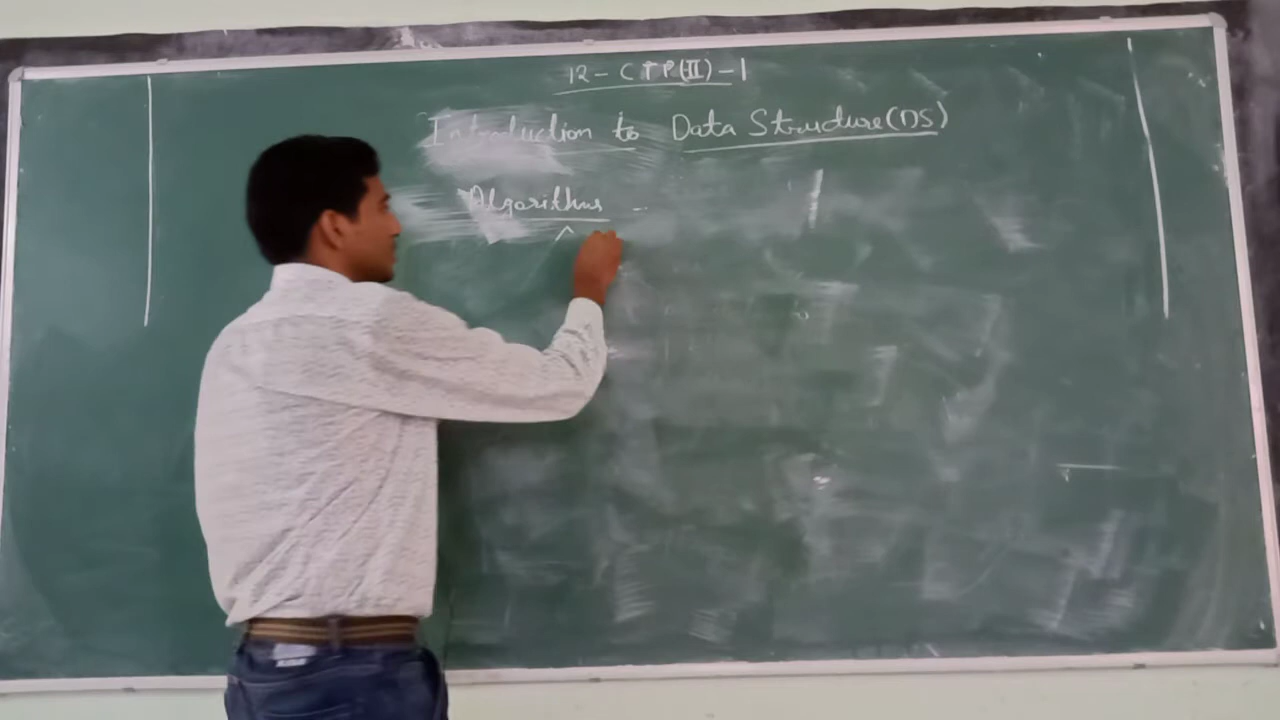 12 - CTP(II) - 1
Introduction to Data Structure (DS)
Algorithms -